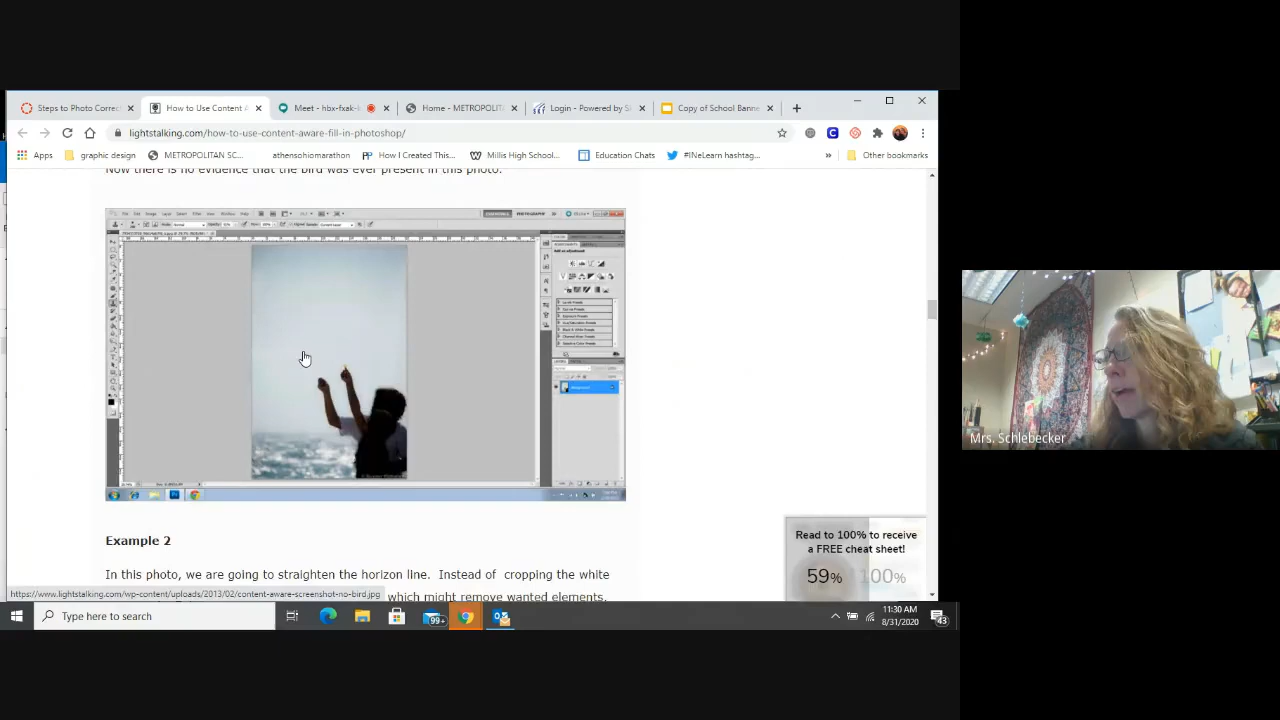 Steps to Photo Correct
How to Use Content A
Meet - hbx-fxak-k
Home - METROPOLIT
Login - Powered by S
Copy of School Banne
lightstalking.com/how-to-use-content-aware-fill-in-photoshop/
Apps
graphic design
METROPOLITAN SC...
athensohiomarathon
How I Created This...
Millis High School...
Education Chats
#INeLearn hashtag...
»
Other bookmarks
Now there is no evidence that the bird was ever present in this photo.
Example 2
In this photo, we are going to straighten the horizon line. Instead of cropping the white
which might remove wanted elements,
Read to 100% to receive
a FREE cheat sheet!
59% 100%
https://www.lightstalking.com/wp-content/uploads/2013/02/content-aware-screenshot-no-bird.jpg
Type here to search
99+
11:30 AM
8/31/2020
43
Mrs. Schlebecker